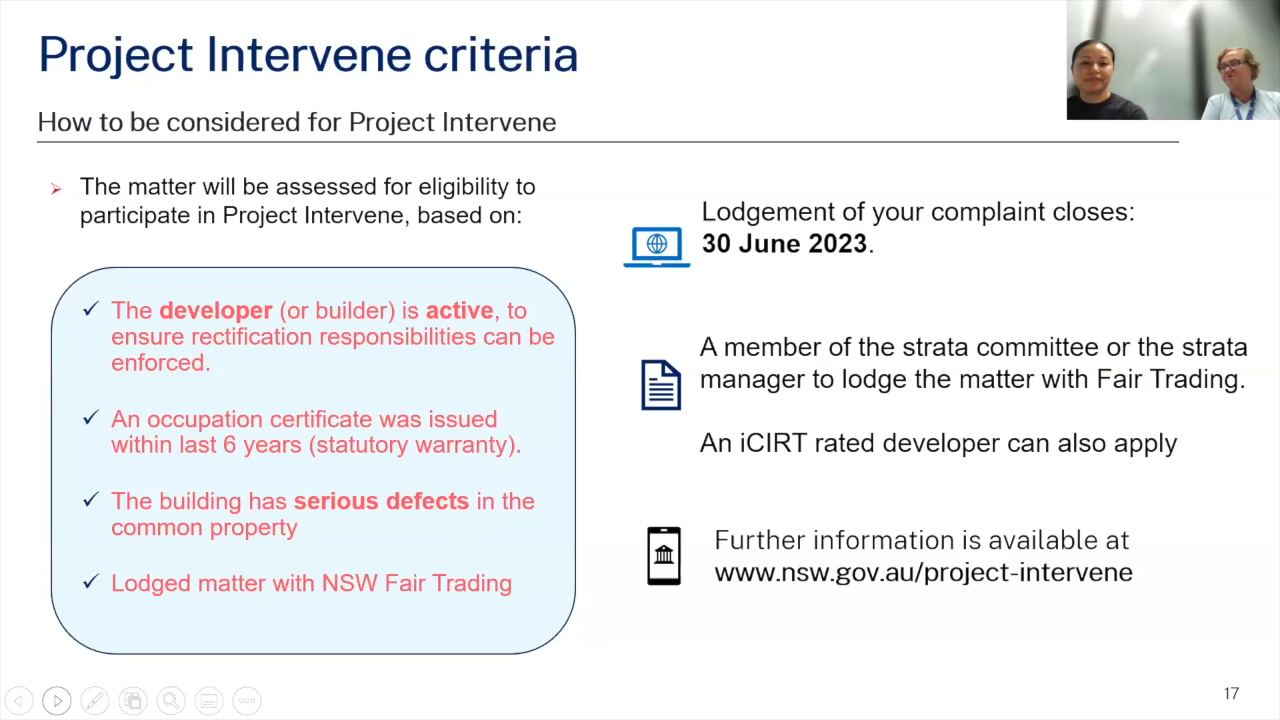 Project Intervene criteria
How to be considered for Project Intervene
The matter will be assessed for eligibility to
participate in Project Intervene, based on:
The developer (or builder) is active, to
ensure rectification responsibilities can be
enforced.
An occupation certificate was issued
within last 6 years (statutory warranty).
The building has serious defects in the
common property
Lodged matter with NSW Fair Trading
Lodgement of your complaint closes:
30 June 2023.
A member of the strata committee or the strata
manager to lodge the matter with Fair Trading.
An iCIRT rated developer can also apply
Further information is available at
www.nsw.gov.au/project-intervene
17